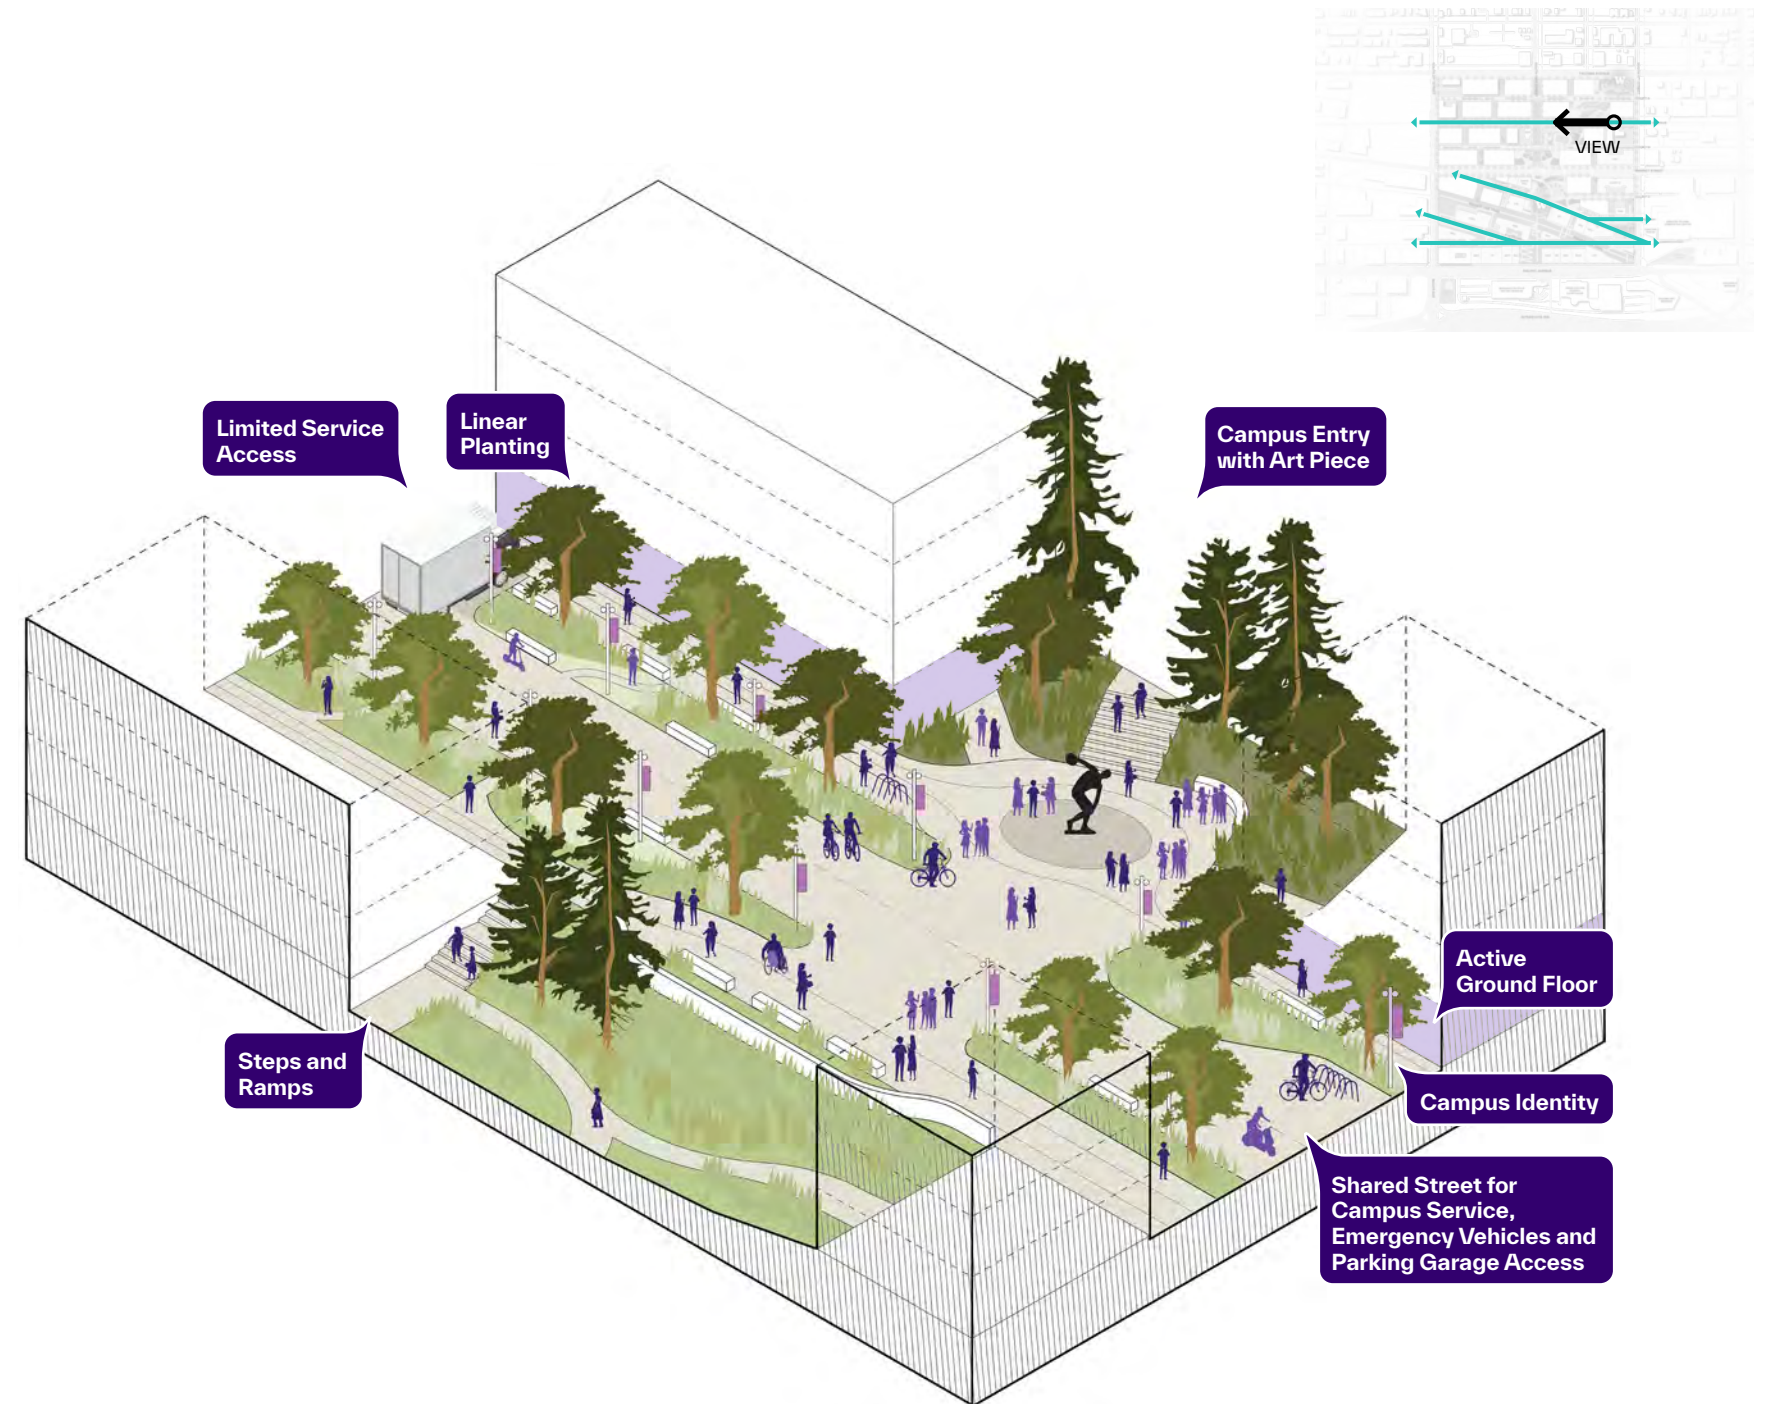 VIEW
Limited Service
Access
Linear
Planting
Campus Entry
with Art Piece
Active
Ground Floor
Steps and
Ramps
Campus Identity
Shared Street for
Campus Service,
Emergency Vehicles and
Parking Garage Access